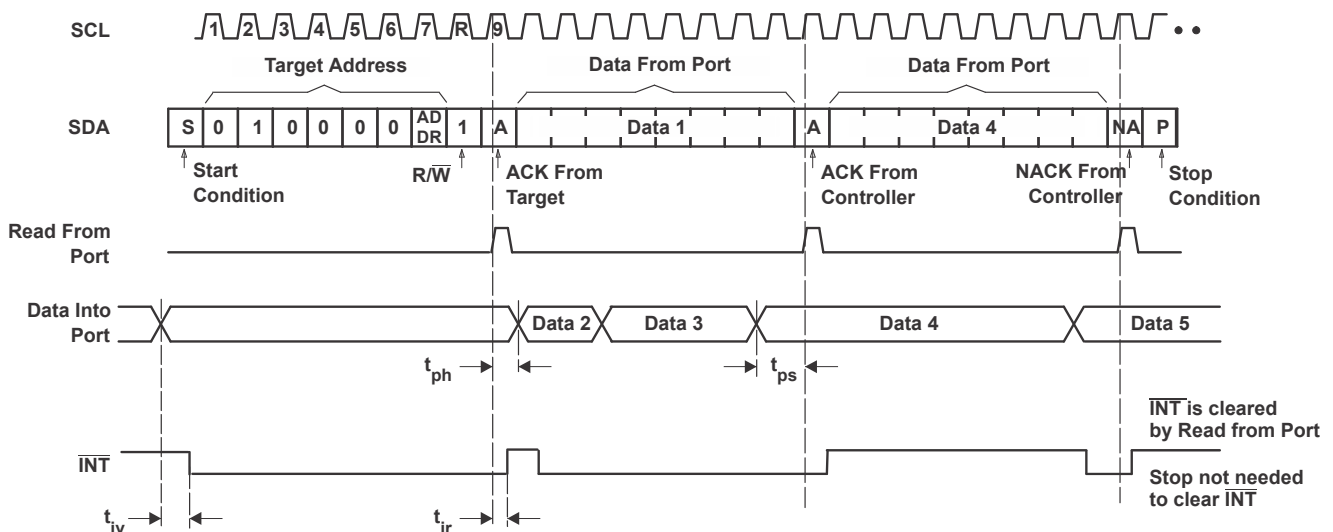 SCL
1 2 3 4 5 6 7 R 9
Target Address
Data From Port
Data From Port
SDA
S 0 1 0 0 0 0 AD DR 1 A Data 1 A Data 4 NA P
Start
Condition
R/W
ACK From
Target
ACK From
Controller
NACK From
Controller
Stop
Condition
Read From
Port
Data Into
Port
Data 2
Data 3
Data 4
Data 5
tph
tps
INT is cleared
by Read from Port
INT
Stop not needed
to clear INT
tiv
tir